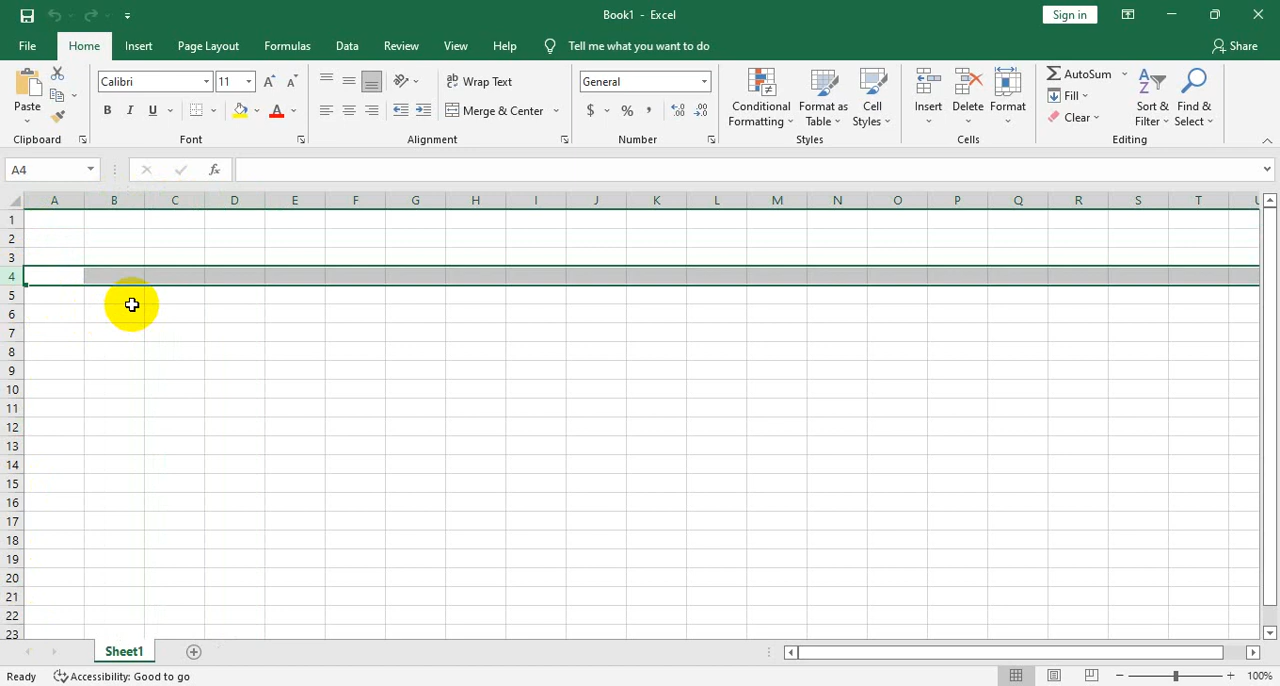 Book1 - Excel
Sign in
File Home Insert Page Layout Formulas Data Review View Help Tell me what you want to do Share
Paste
Clipboard
Calibri 11
B I U A
Font
Wrap Text
Merge & Center
Alignment
General
$ % ,
Number
Conditional Formatting
Format as Table
Cell Styles
Styles
Insert Delete Format
Cells
AutoSum
Fill
Clear
Sort & Filter
Find & Select
Editing
A4
fx
A B C D E F G H I J K L M N O P Q R S T U
1
2
3
4
5
6
7
8
9
10
11
12
13
14
15
16
17
18
19
20
21
22
23
Sheet1
Ready Accessibility: Good to go 100%